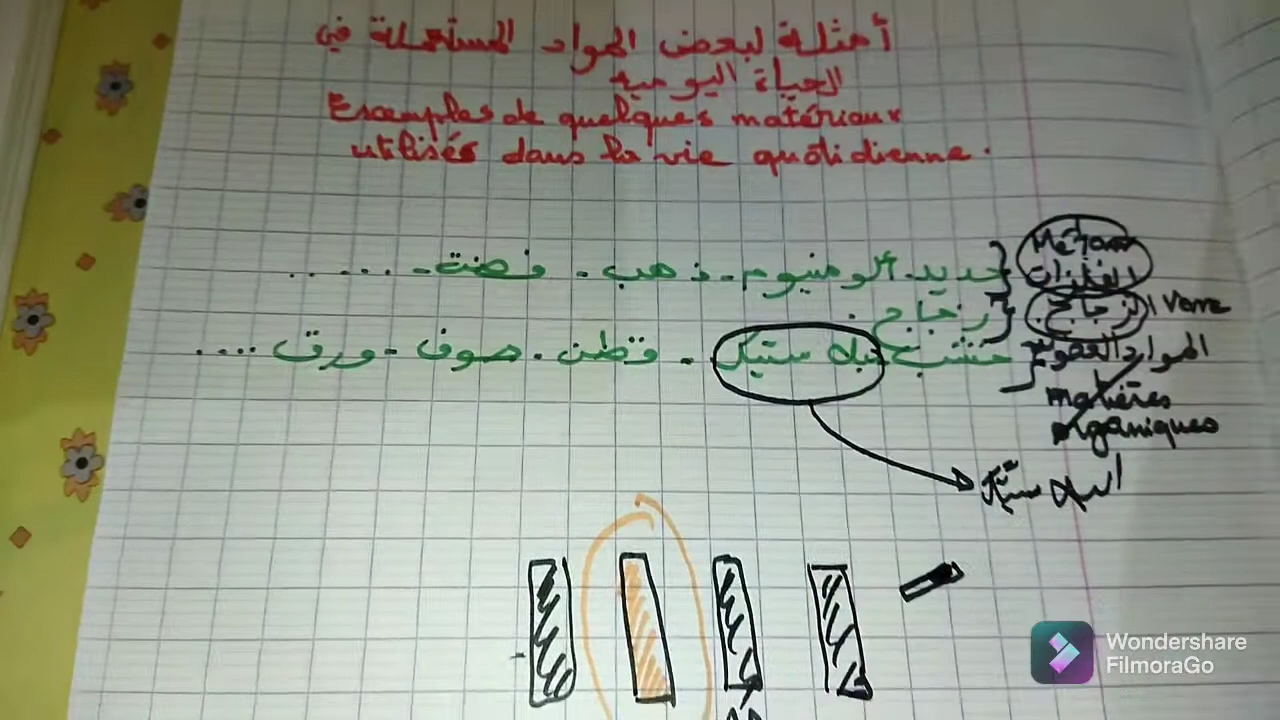 أمثلة لبعض المواد المستعملة في
الحياة اليومية
Exemples de quelques matériaux
utilisés dans la vie quotidienne.
Métaux
حديد - ألومنيوم - ذهب - فضة - .....
الفلزات
زجاج .
الزجاج Verre
خشب - بلاستيك - قطن - صوف - ورق - ....
المواد العضوية
matières
organiques
البلاستيك
Wondershare
FilmoraGo